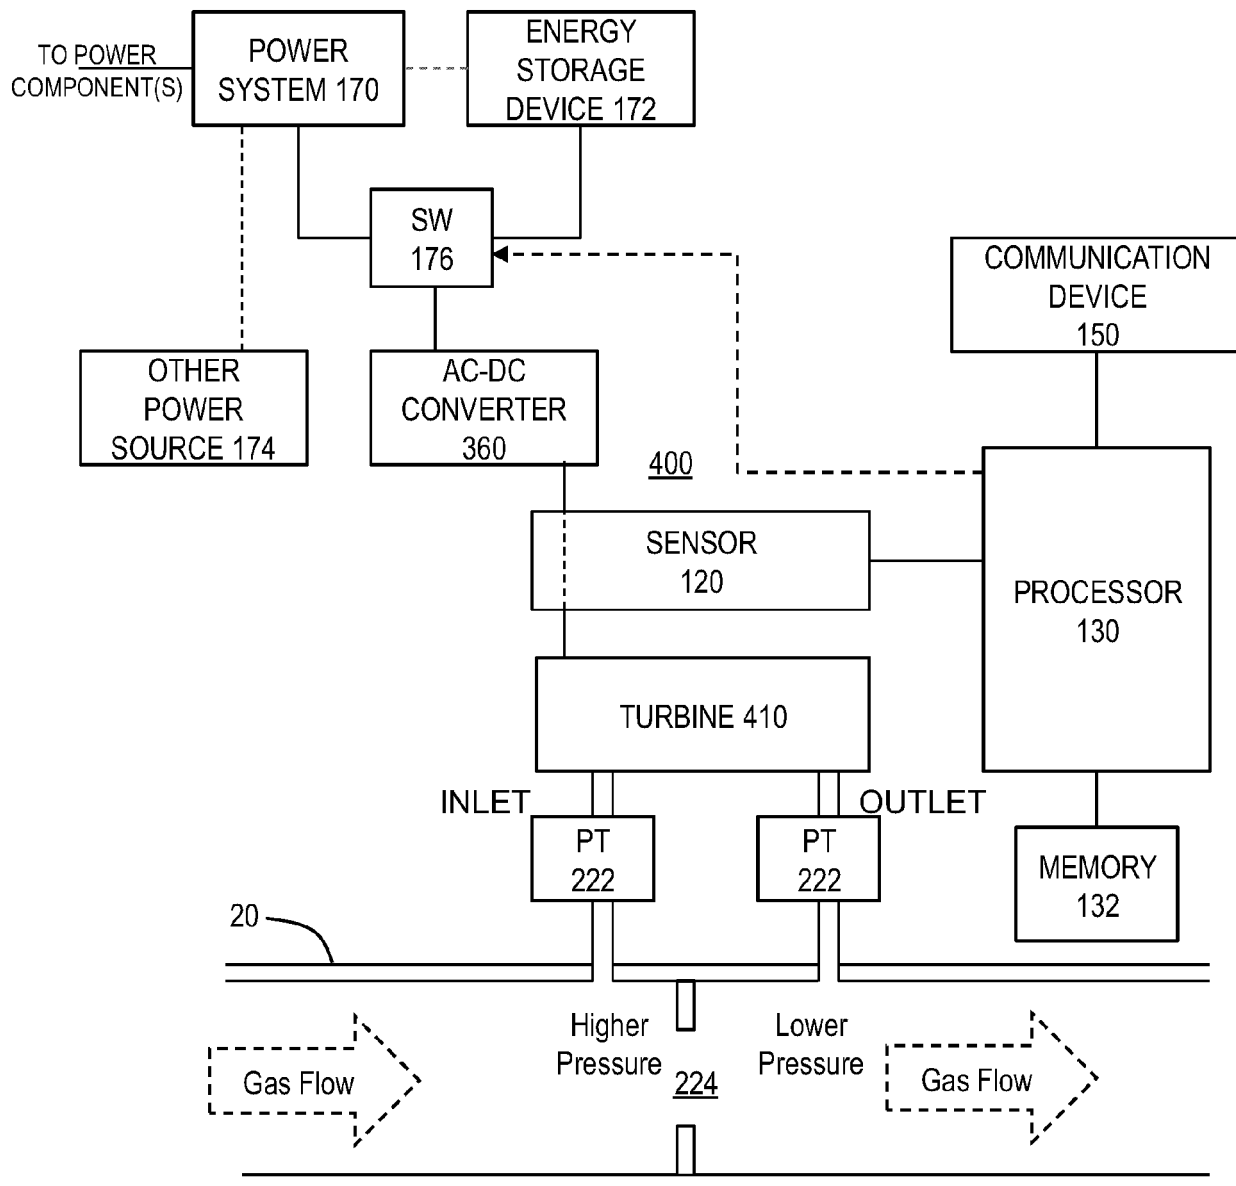 TO POWER
COMPONENT(S)
POWER
SYSTEM 170
ENERGY
STORAGE
DEVICE 172
SW
176
COMMUNICATION
DEVICE
150
OTHER
POWER
SOURCE 174
AC-DC
CONVERTER
360
400
SENSOR
120
PROCESSOR
130
TURBINE 410
INLET
OUTLET
PT
222
PT
222
MEMORY
132
20
Higher
Pressure
Lower
Pressure
Gas Flow
224
Gas Flow